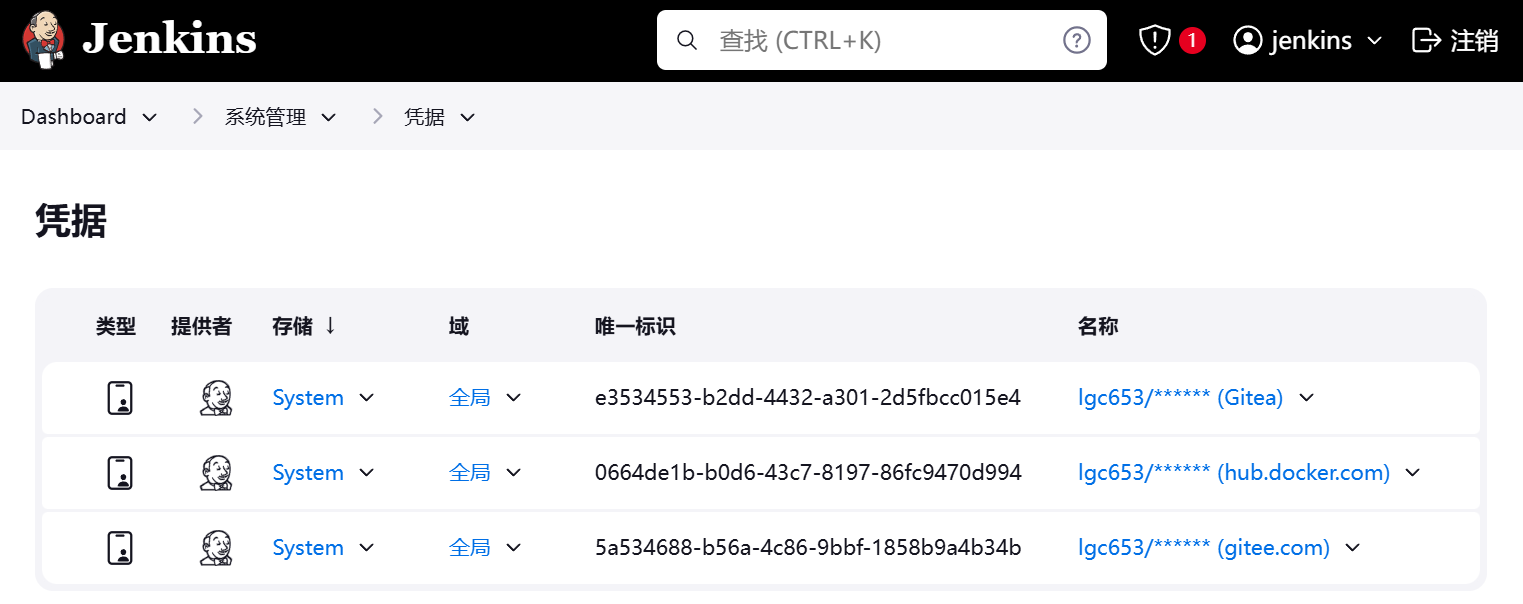 Jenkins 查找 (CTRL+K) ? 1 jenkins 注销
Dashboard 系统管理 凭据
凭据
类型 提供者 存储 ↓ 域 唯一标识 名称
System 全局 e3534553-b2dd-4432-a301-2d5fbcc015e4 lgc653/****** (Gitea)
System 全局 0664de1b-b0d6-43c7-8197-86fc9470d994 lgc653/****** (hub.docker.com)
System 全局 5a534688-b56a-4c86-9bbf-1858b9a4b34b lgc653/****** (gitee.com)